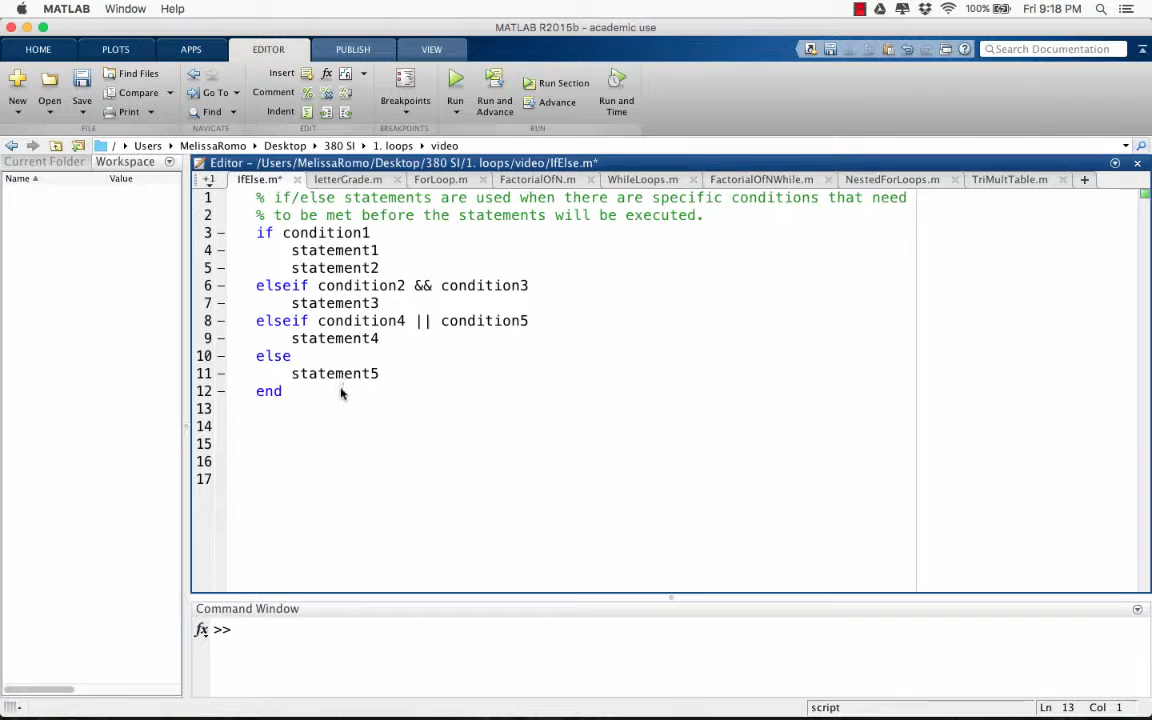 MATLAB Window Help 100% Fri 9:18 PM
MATLAB R2015b - academic use
HOME PLOTS APPS EDITOR PUBLISH VIEW Search Documentation
New Open Save Find Files Compare Print Go To Find Insert fx Comment Indent Breakpoints Run Run and Advance Run Section Advance Run and Time
FILE NAVIGATE EDIT BREAKPOINTS RUN
/ Users MelissaRomo Desktop 380 SI 1. loops video
Current Folder Workspace Editor - /Users/MelissaRomo/Desktop/380 SI/1. loops/video/IfElse.m*
Name Value +1 IfElse.m* letterGrade.m ForLoop.m FactorialOfN.m WhileLoops.m FactorialOfNWhile.m NestedForLoops.m TriMultTable.m +
1 % if/else statements are used when there are specific conditions that need
2 % to be met before the statements will be executed.
3 – if condition1
4 – statement1
5 – statement2
6 – elseif condition2 && condition3
7 – statement3
8 – elseif condition4 || condition5
9 – statement4
10 – else
11 – statement5
12 – end
13
14
15
16
17
Command Window
fx >>
script Ln 13 Col 1